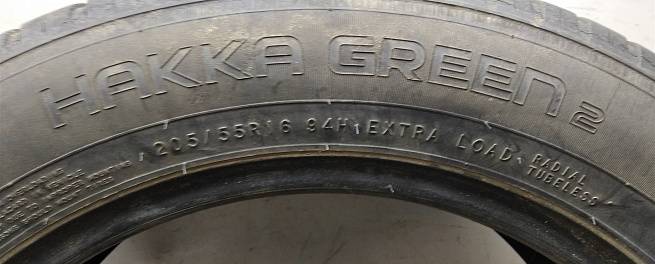 HAKKA GREEN 2
205/55R16 94H EXTRA LOAD RADIAL
TUBELESS